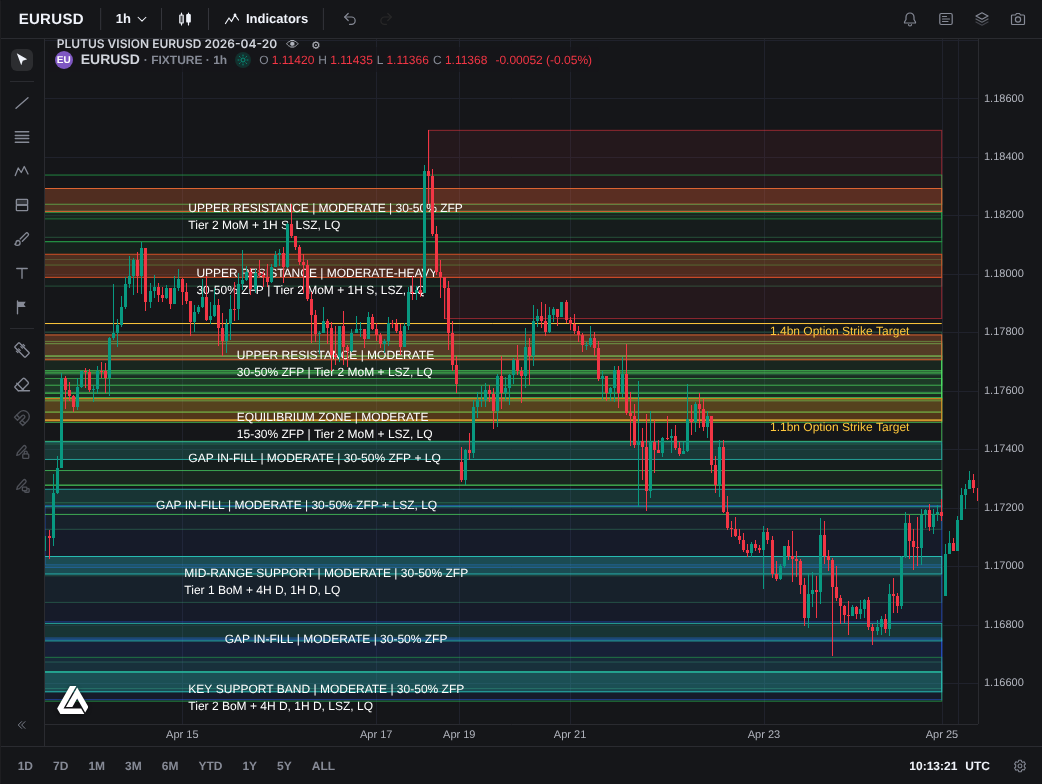 EURUSD 1h Indicators
PLUTUS VISION EURUSD 2026-04-20
EU EURUSD · FIXTURE · 1h O 1.11420 H 1.11435 L 1.11366 C 1.11368 -0.00052 (-0.05%)
1.18600
1.18400
UPPER RESISTANCE | MODERATE | 30-50% ZFP
1.18200
Tier 2 MoM + 1H S, LSZ, LQ
UPPER RESISTANCE | MODERATE-HEAVY
1.18000
30-50% ZFP | Tier 2 MoM + 1H S, LSZ, LQ
1.4bn Option Strike Target
1.17800
UPPER RESISTANCE | MODERATE
30-50% ZFP | Tier 2 MoM + LSZ, LQ
1.17600
EQUILIBRIUM ZONE | MODERATE
1.1bn Option Strike Target
15-30% ZFP | Tier 2 MoM + LSZ, LQ
1.17400
GAP IN-FILL | MODERATE | 30-50% ZFP + LQ
GAP IN-FILL | MODERATE | 30-50% ZFP + LSZ, LQ
1.17200
1.17000
MID-RANGE SUPPORT | MODERATE | 30-50% ZFP
Tier 1 BoM + 4H D, 1H D, LQ
1.16800
GAP IN-FILL | MODERATE | 30-50% ZFP
1.16600
KEY SUPPORT BAND | MODERATE | 30-50% ZFP
Tier 2 BoM + 4H D, 1H D, LSZ, LQ
Apr 15 Apr 17 Apr 19 Apr 21 Apr 23 Apr 25
1D 7D 1M 3M 6M YTD 1Y 5Y ALL 10:13:21 UTC